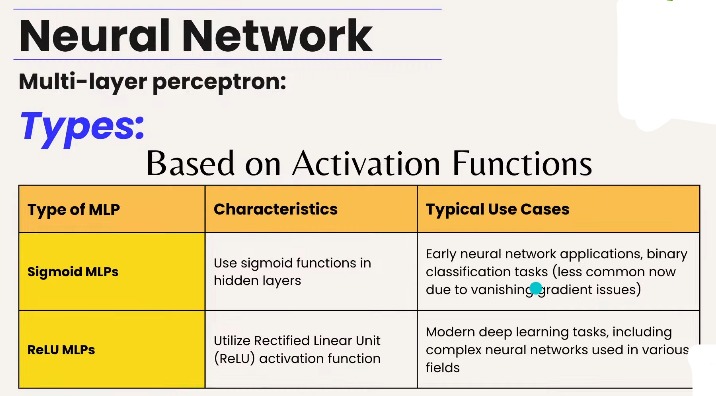 Neural Network
Multi-layer perceptron:
Types:
Based on Activation Functions
Type of MLP
Characteristics
Typical Use Cases
Sigmoid MLPs
Use sigmoid functions in
hidden layers
Early neural network applications, binary
classification tasks (less common now
due to vanishing gradient issues)
ReLU MLPs
Utilize Rectified Linear Unit
(ReLU) activation function
Modern deep learning tasks, including
complex neural networks used in various
fields